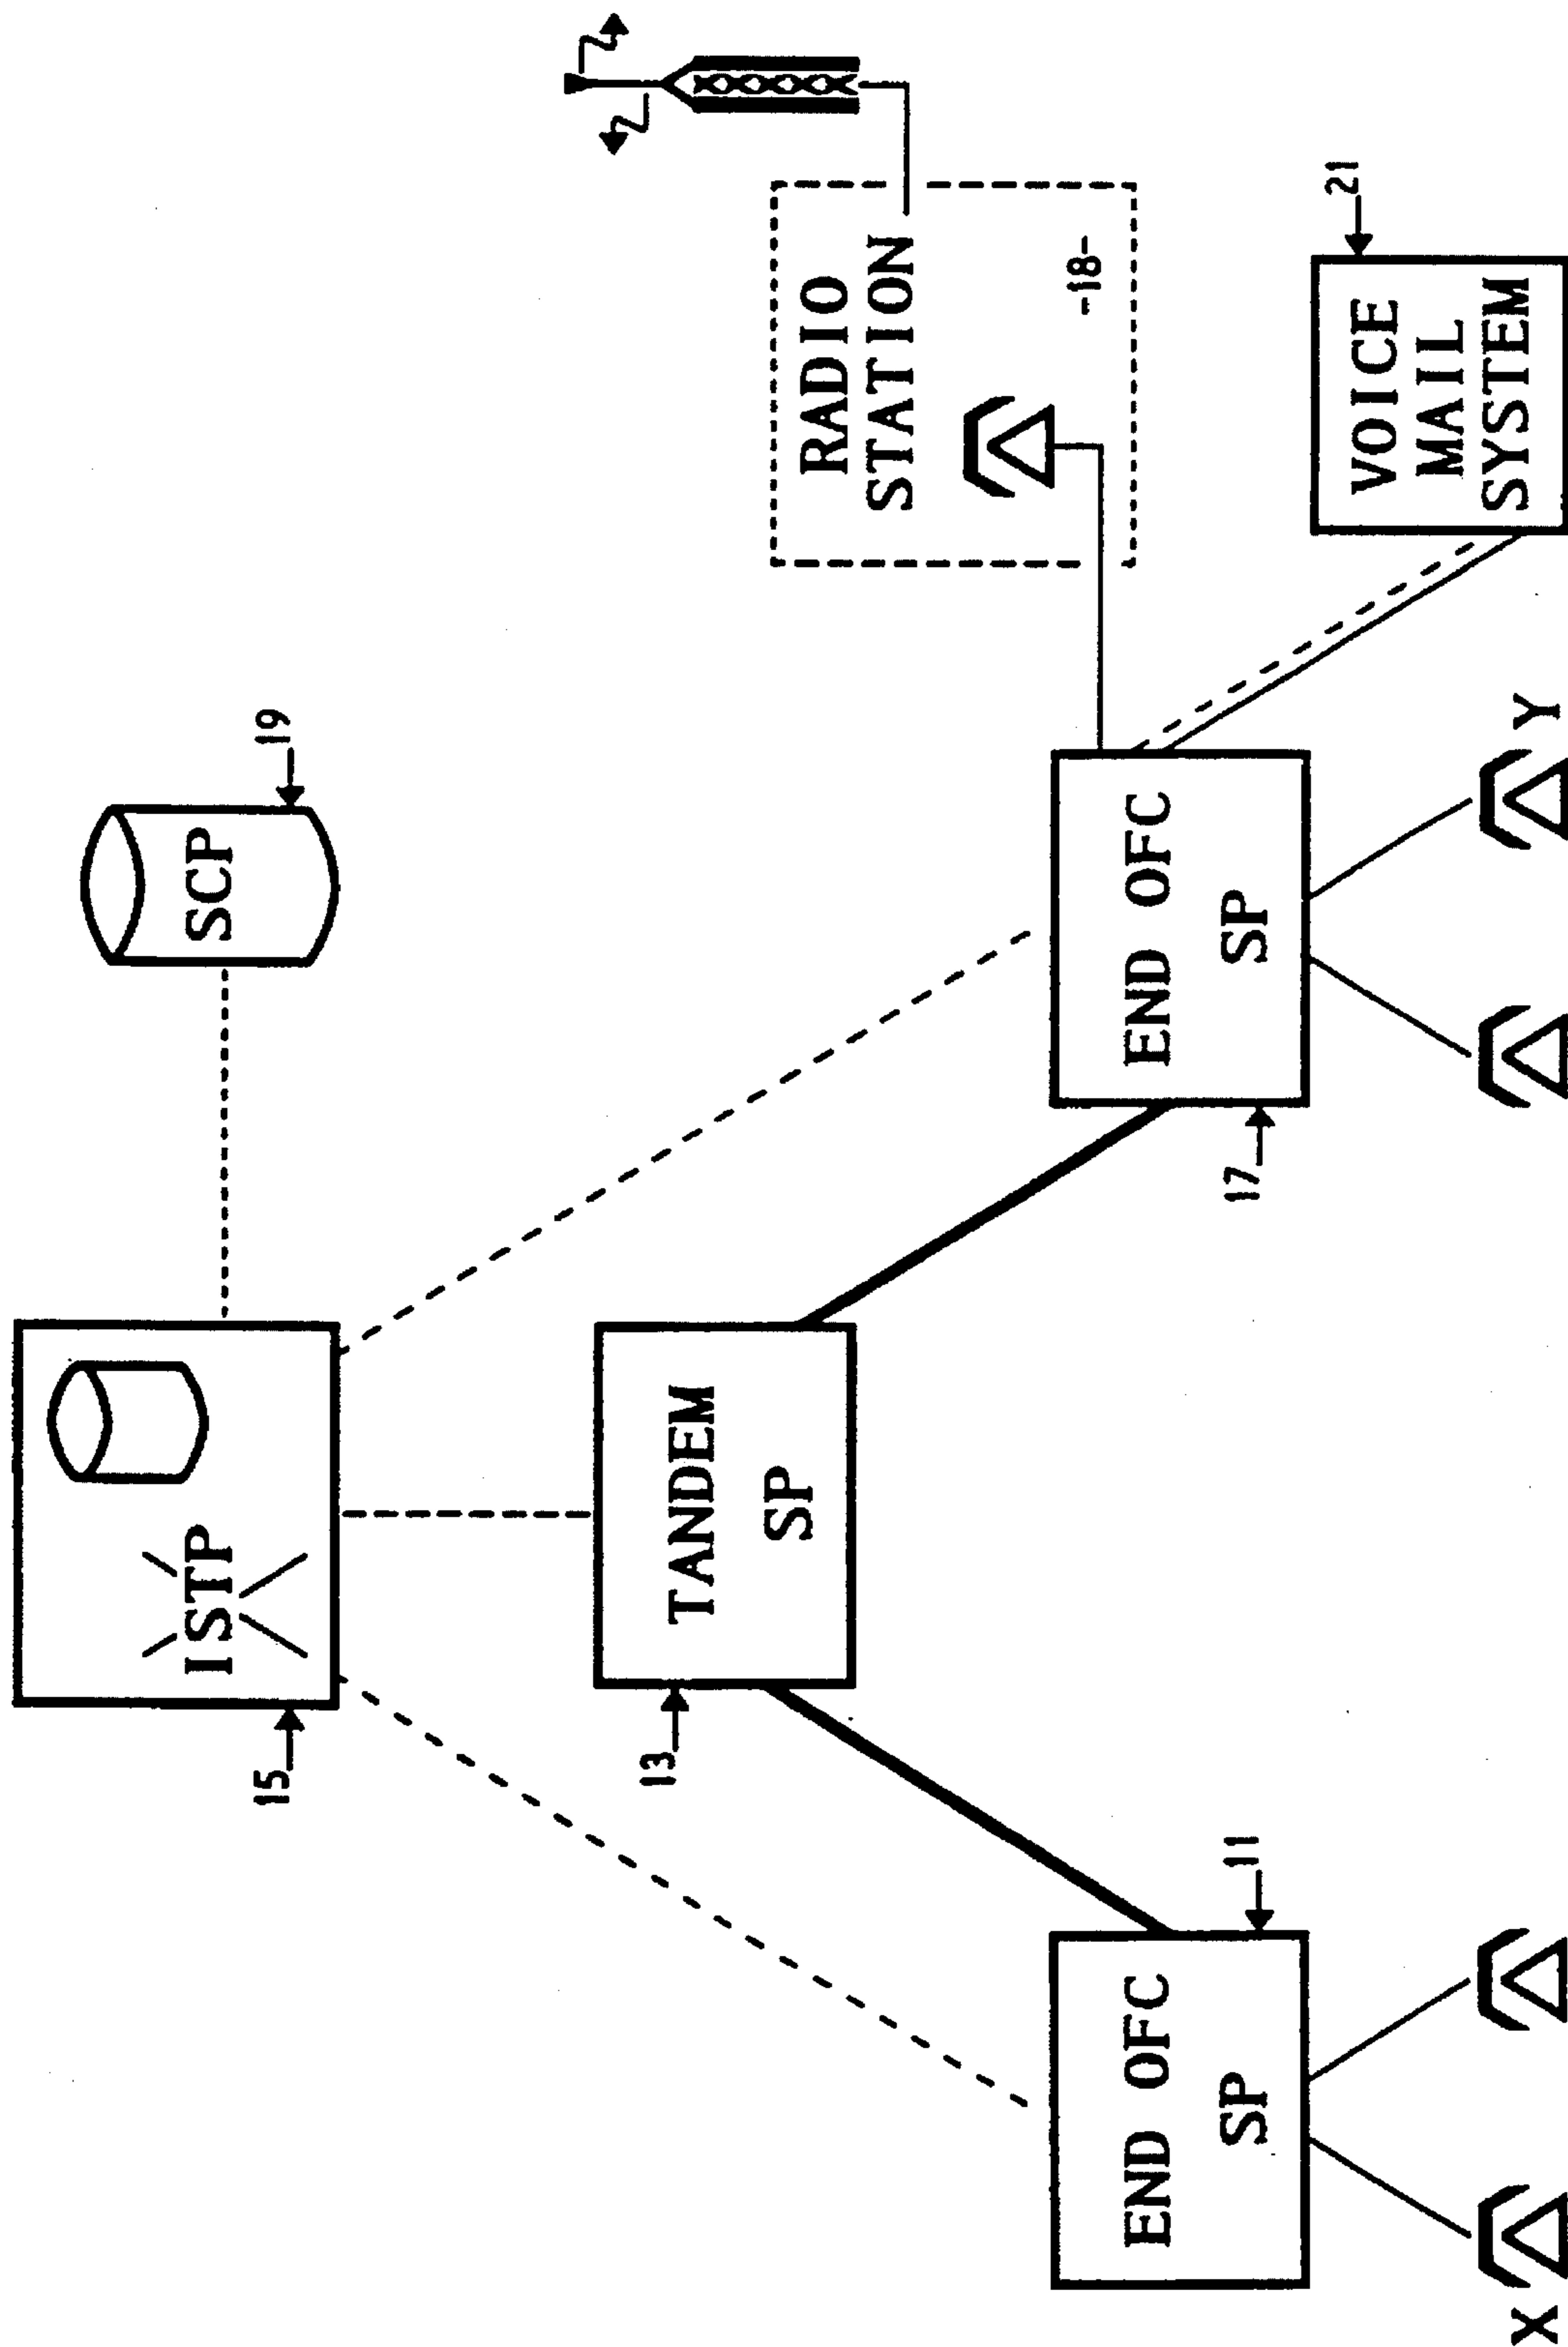 15
ISTP
SCP
19
13
TANDEM
SP
RADIO
STATION
-18-
END OFC
SP
11
17
END OFC
SP
21
VOICE
MAIL
SYSTEM
X
Y